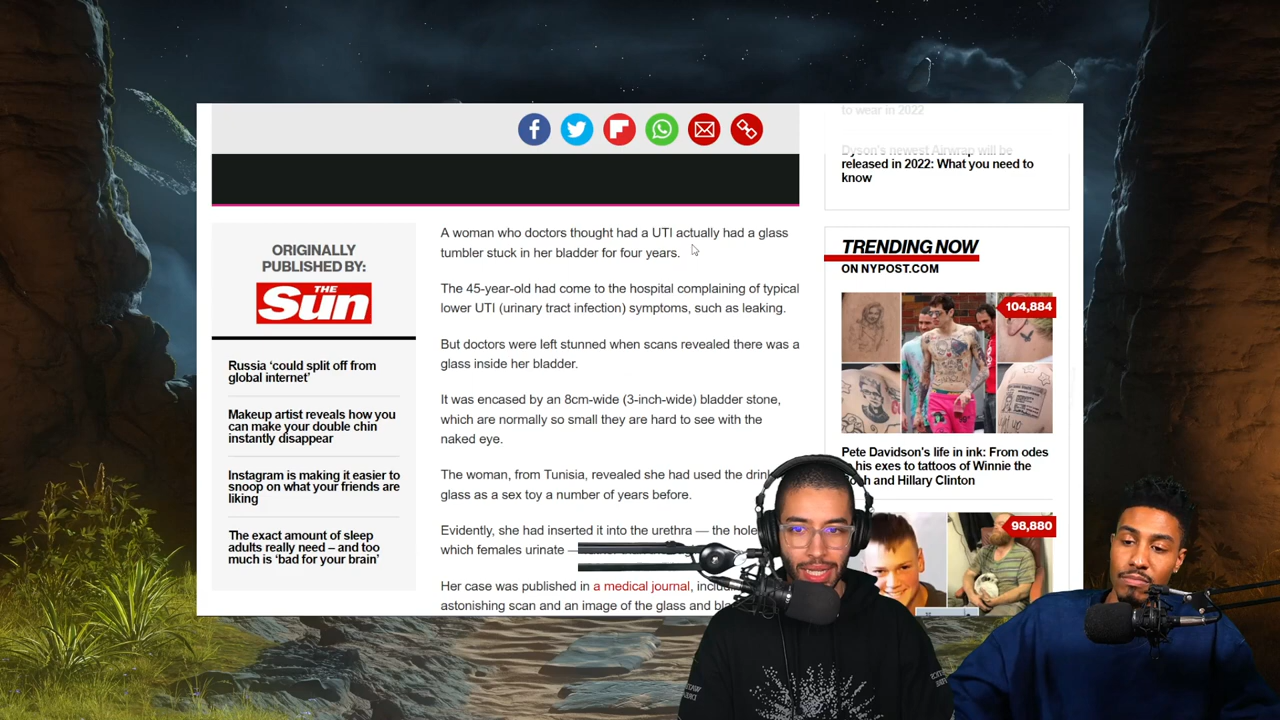 to wear in 2022
Dyson's newest Airwrap will be
released in 2022: What you need to
know
ORIGINALLY
PUBLISHED BY:
THE
Sun
Russia ‘could split off from
global internet’
Makeup artist reveals how you
can make your double chin
instantly disappear
Instagram is making it easier to
snoop on what your friends are
liking
The exact amount of sleep
adults really need – and too
much is ‘bad for your brain’
A woman who doctors thought had a UTI actually had a glass
tumbler stuck in her bladder for four years.
The 45-year-old had come to the hospital complaining of typical
lower UTI (urinary tract infection) symptoms, such as leaking.
But doctors were left stunned when scans revealed there was a
glass inside her bladder.
It was encased by an 8cm-wide (3-inch-wide) bladder stone,
which are normally so small they are hard to see with the
naked eye.
The woman, from Tunisia, revealed she had used the drink
glass as a sex toy a number of years before.
Evidently, she had inserted it into the urethra — the hole
which females urinate —
Her case was published in a medical journal,
astonishing scan and an image of the glass and
TRENDING NOW
ON NYPOST.COM
104,884
Pete Davidson's life in ink: From odes
his exes to tattoos of Winnie the
and Hillary Clinton
98,880